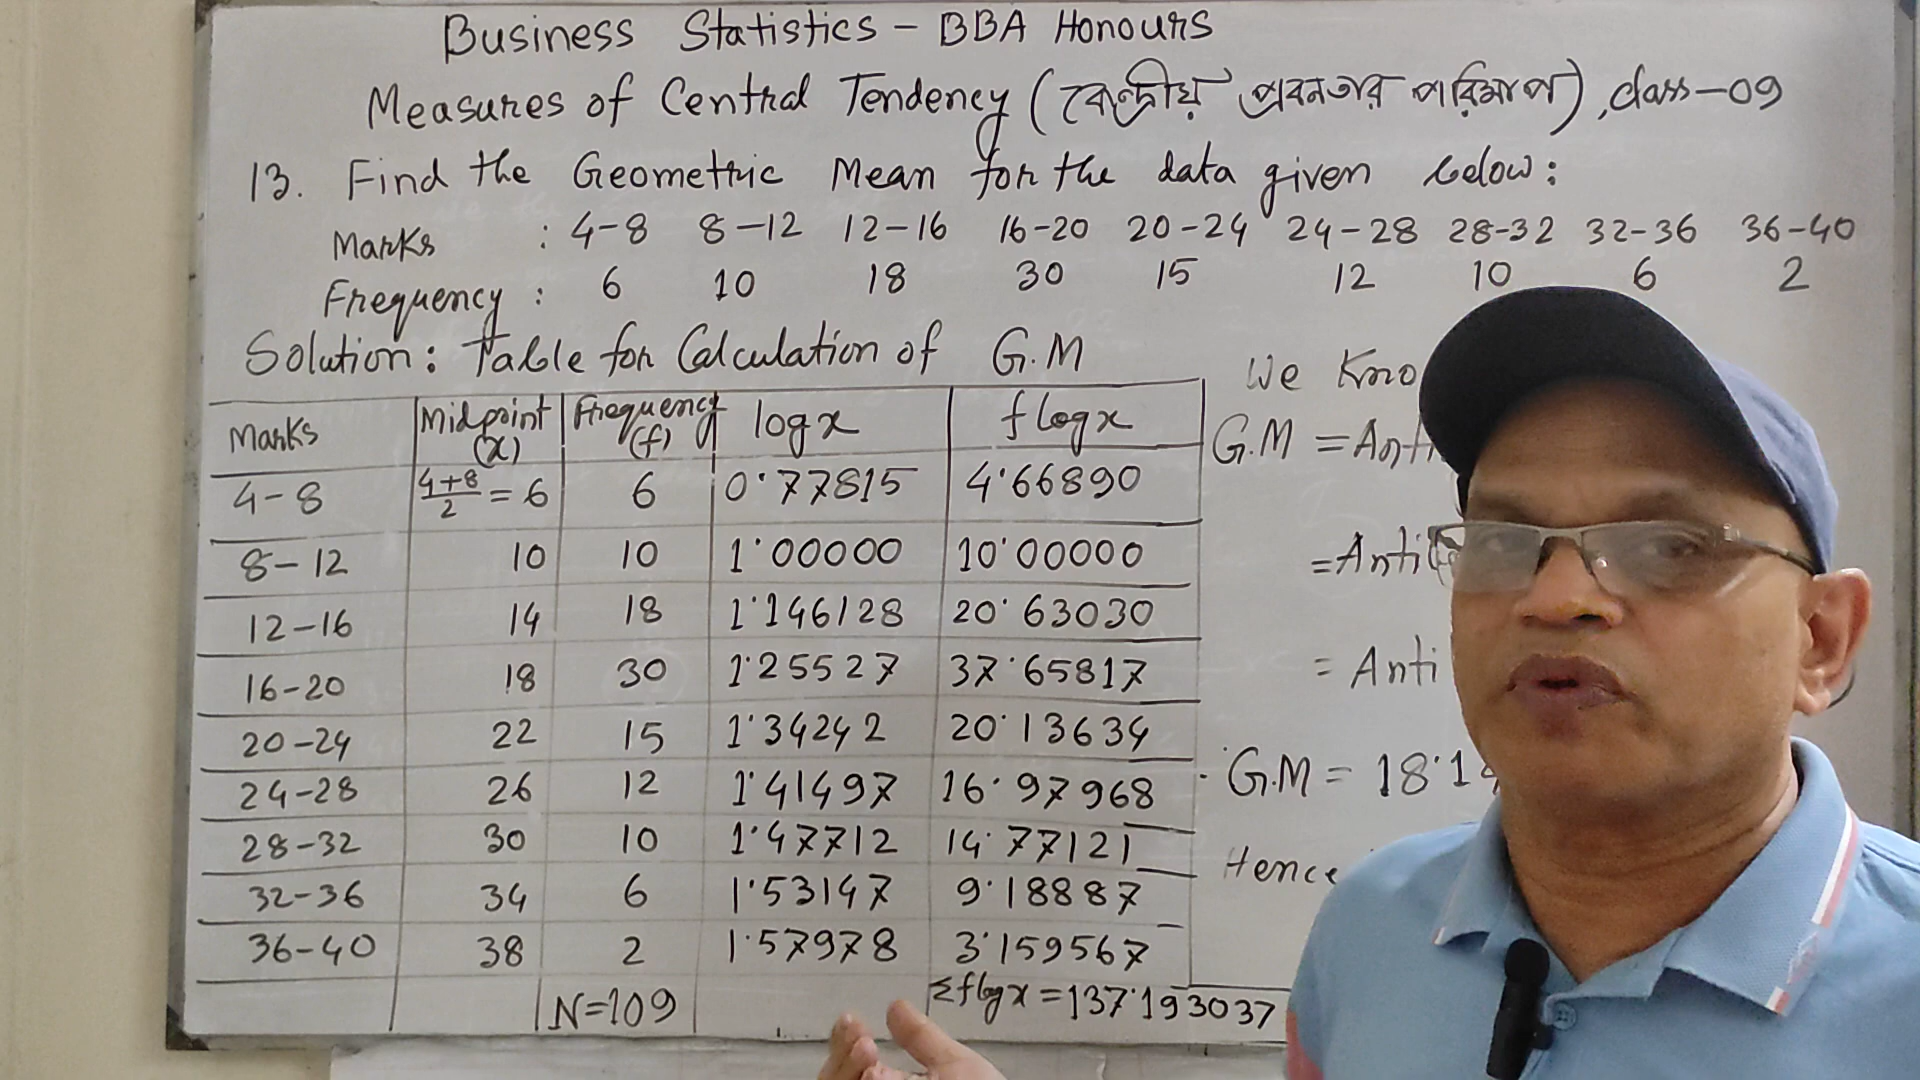 Business Statistics - BBA Honours
Measures of Central Tendency (কেন্দ্রীয় প্রবনতার পরিমাপ), class-09
13. Find the Geometric Mean for the data given below:
Marks : 4-8 8-12 12-16 16-20 20-24 24-28 28-32 32-36 36-40
Frequency : 6 10 18 30 15 12 10 6 2
Solution: Table for Calculation of G.M
Marks Midpoint (x) Frequency (f) log x f log x
4-8 4+8/2 = 6 6 0.77815 4.66890
8-12 10 10 1.00000 10.00000
12-16 14 18 1.146128 20.63030
16-20 18 30 1.25527 37.65817
20-24 22 15 1.34242 20.13634
24-28 26 12 1.41497 16.97968
28-32 30 10 1.47712 14.77121
32-36 34 6 1.53147 9.18887
36-40 38 2 1.57978 3.159567
N=109 Σflogx = 137.193037
We Kno
G.M = Anti
= Anti
= Anti
G.M = 18.14
Hence